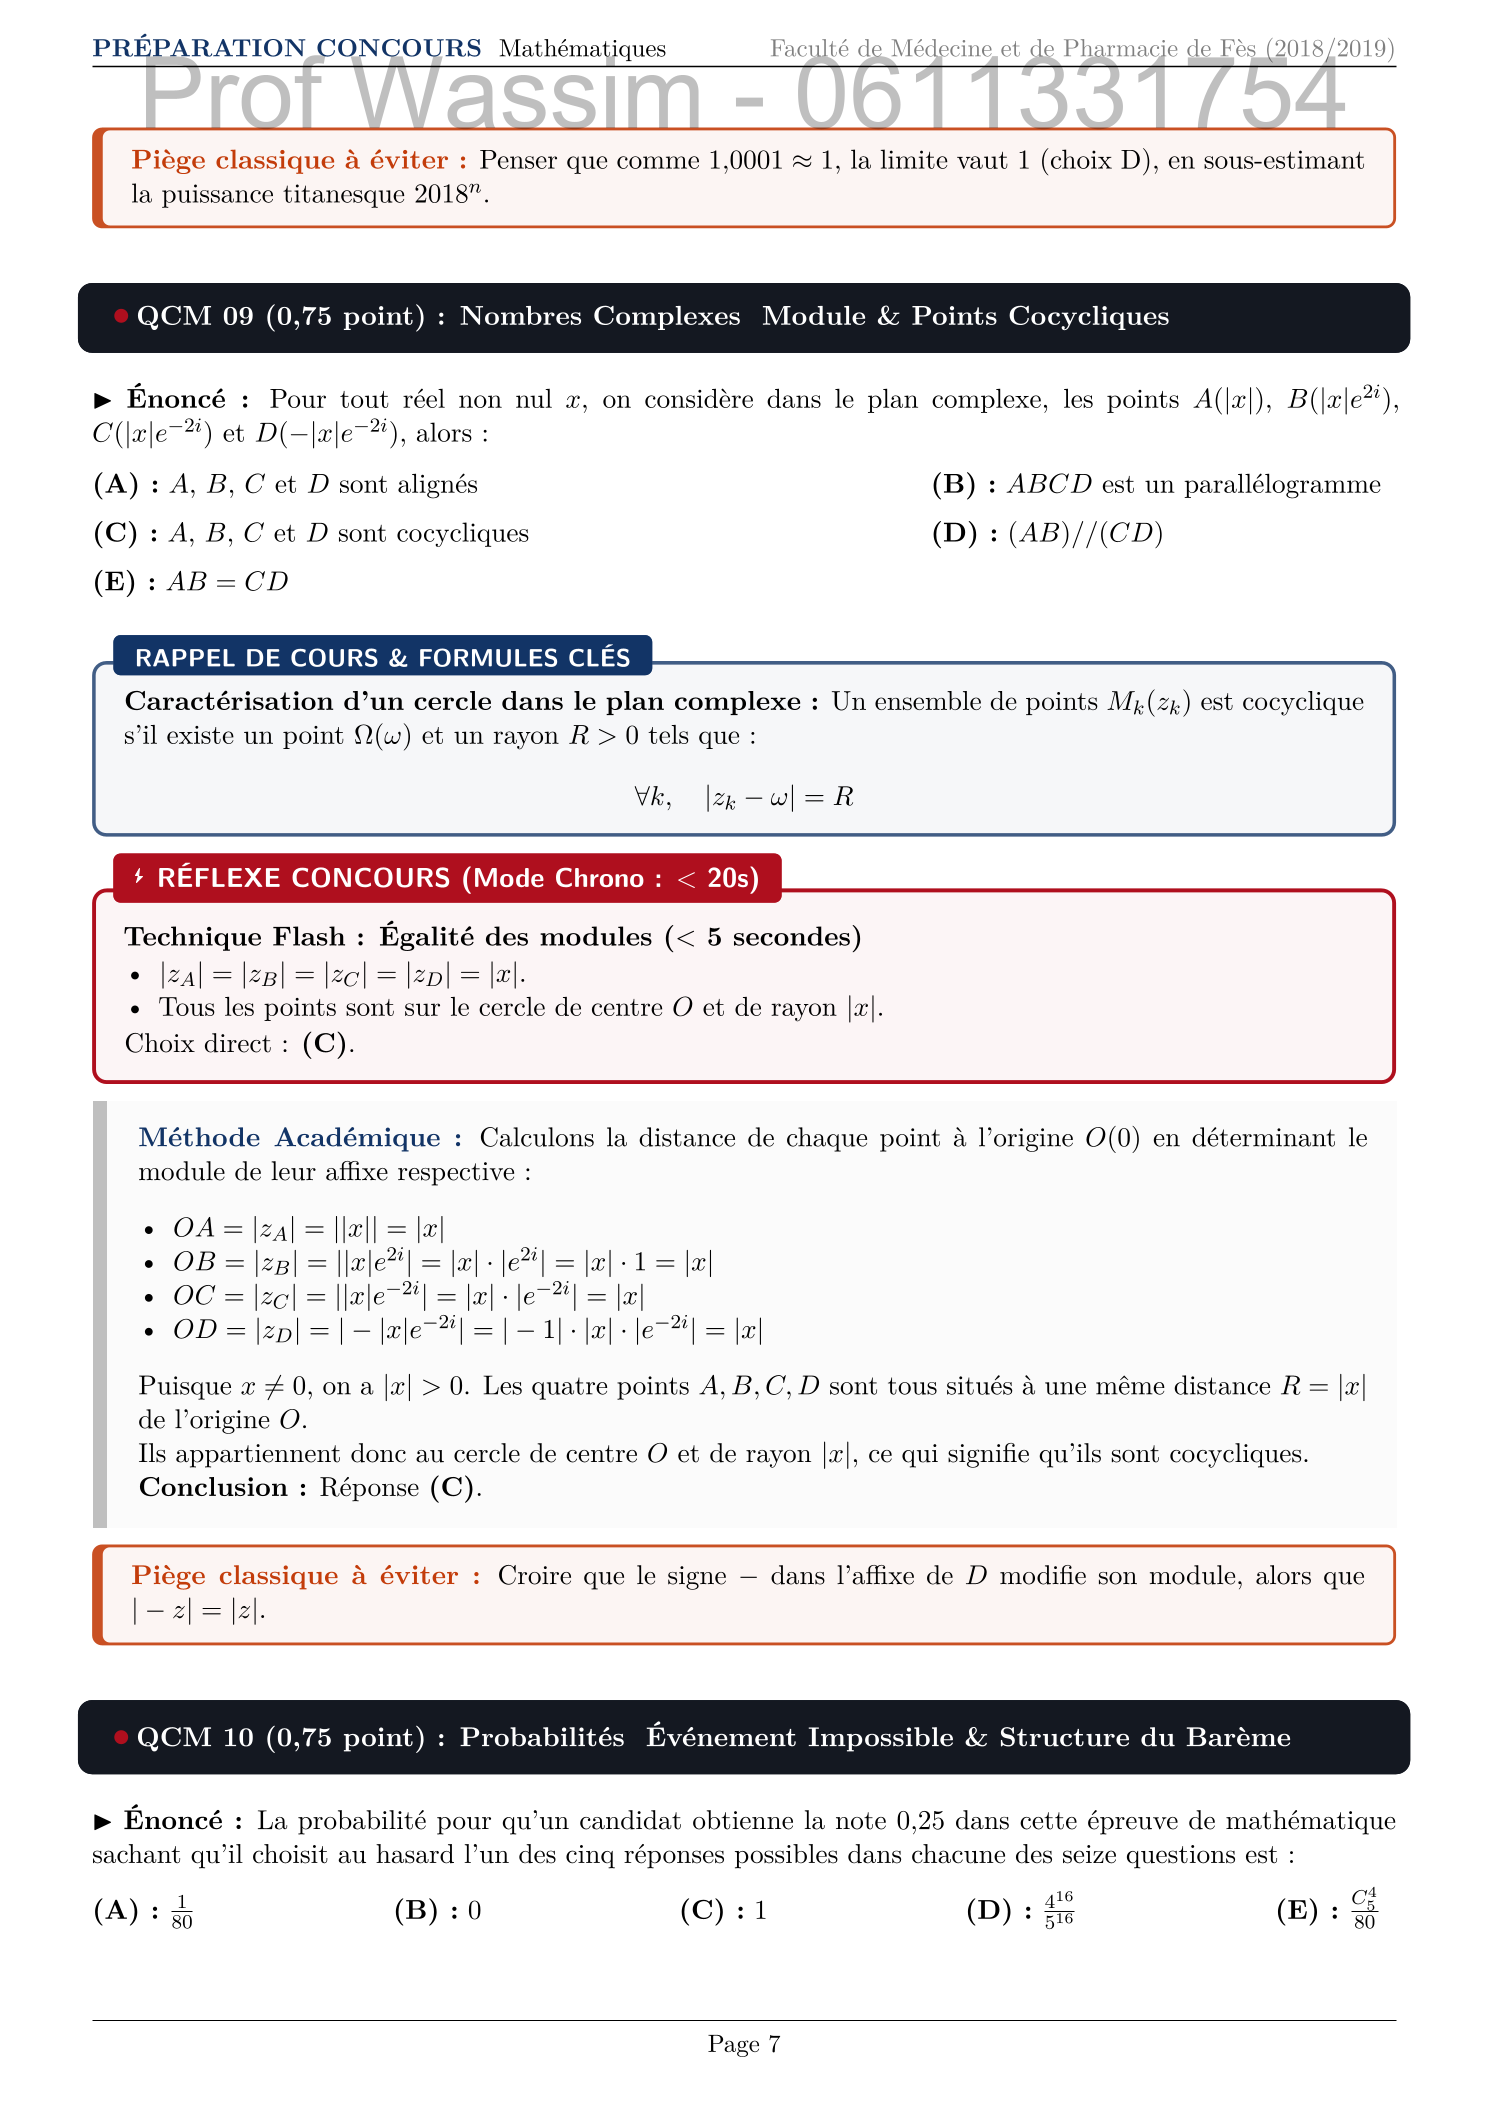 PRÉPARATION CONCOURS Mathématiques Faculté de Médecine et de Pharmacie de Fès (2018/2019)
Prof Wassim - 0611331754
Piège classique à éviter : Penser que comme 1,0001 ≈ 1, la limite vaut 1 (choix D), en sous-estimant
la puissance titanesque 2018ⁿ.
● QCM 09 (0,75 point) : Nombres Complexes Module & Points Cocycliques
► Énoncé : Pour tout réel non nul x, on considère dans le plan complexe, les points A(|x|), B(|x|e²ⁱ),
C(|x|e⁻²ⁱ) et D(−|x|e⁻²ⁱ), alors :
(A) : A, B, C et D sont alignés (B) : ABCD est un parallélogramme
(C) : A, B, C et D sont cocycliques (D) : (AB)//(CD)
(E) : AB = CD
RAPPEL DE COURS & FORMULES CLÉS
Caractérisation d'un cercle dans le plan complexe : Un ensemble de points Mₖ(zₖ) est cocyclique
s'il existe un point Ω(ω) et un rayon R > 0 tels que :
∀k, |zₖ − ω| = R
RÉFLEXE CONCOURS (Mode Chrono : < 20s)
Technique Flash : Égalité des modules (< 5 secondes)
• |z_A| = |z_B| = |z_C| = |z_D| = |x|.
• Tous les points sont sur le cercle de centre O et de rayon |x|.
Choix direct : (C).
Méthode Académique : Calculons la distance de chaque point à l'origine O(0) en déterminant le
module de leur affixe respective :
• OA = |z_A| = ||x|| = |x|
• OB = |z_B| = ||x|e²ⁱ| = |x| · |e²ⁱ| = |x| · 1 = |x|
• OC = |z_C| = ||x|e⁻²ⁱ| = |x| · |e⁻²ⁱ| = |x|
• OD = |z_D| = | − |x|e⁻²ⁱ| = | − 1| · |x| · |e⁻²ⁱ| = |x|
Puisque x ≠ 0, on a |x| > 0. Les quatre points A, B, C, D sont tous situés à une même distance R = |x|
de l'origine O.
Ils appartiennent donc au cercle de centre O et de rayon |x|, ce qui signifie qu'ils sont cocycliques.
Conclusion : Réponse (C).
Piège classique à éviter : Croire que le signe − dans l'affixe de D modifie son module, alors que
| − z| = |z|.
● QCM 10 (0,75 point) : Probabilités Événement Impossible & Structure du Barème
► Énoncé : La probabilité pour qu'un candidat obtienne la note 0,25 dans cette épreuve de mathématique
sachant qu'il choisit au hasard l'un des cinq réponses possibles dans chacune des seize questions est :
(A) : 1/80 (B) : 0 (C) : 1 (D) : 4¹⁶/5¹⁶ (E) : C₅⁴/80
Page 7